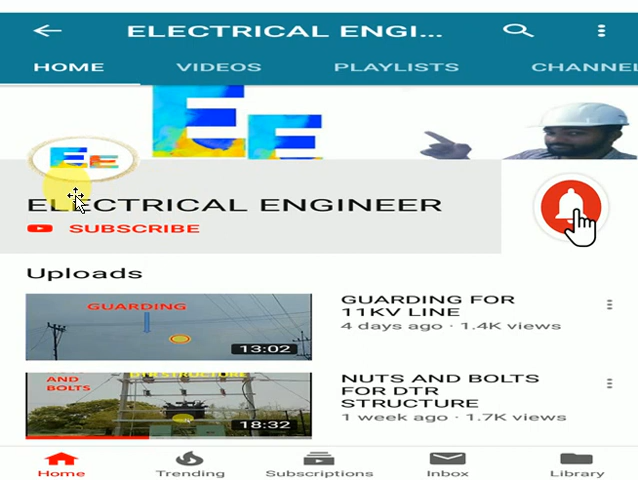 ELECTRICAL ENGI...
HOME VIDEOS PLAYLISTS CHANNEL
Ee
Ee
ELECTRICAL ENGINEER
SUBSCRIBE
Uploads
GUARDING
13:02
GUARDING FOR
11KV LINE
4 days ago · 1.4K views
AND
BOLTS
DTR STRUCTURE
18:32
NUTS AND BOLTS
FOR DTR
STRUCTURE
1 week ago · 1.7K views
Home Trending Subscriptions Inbox Library